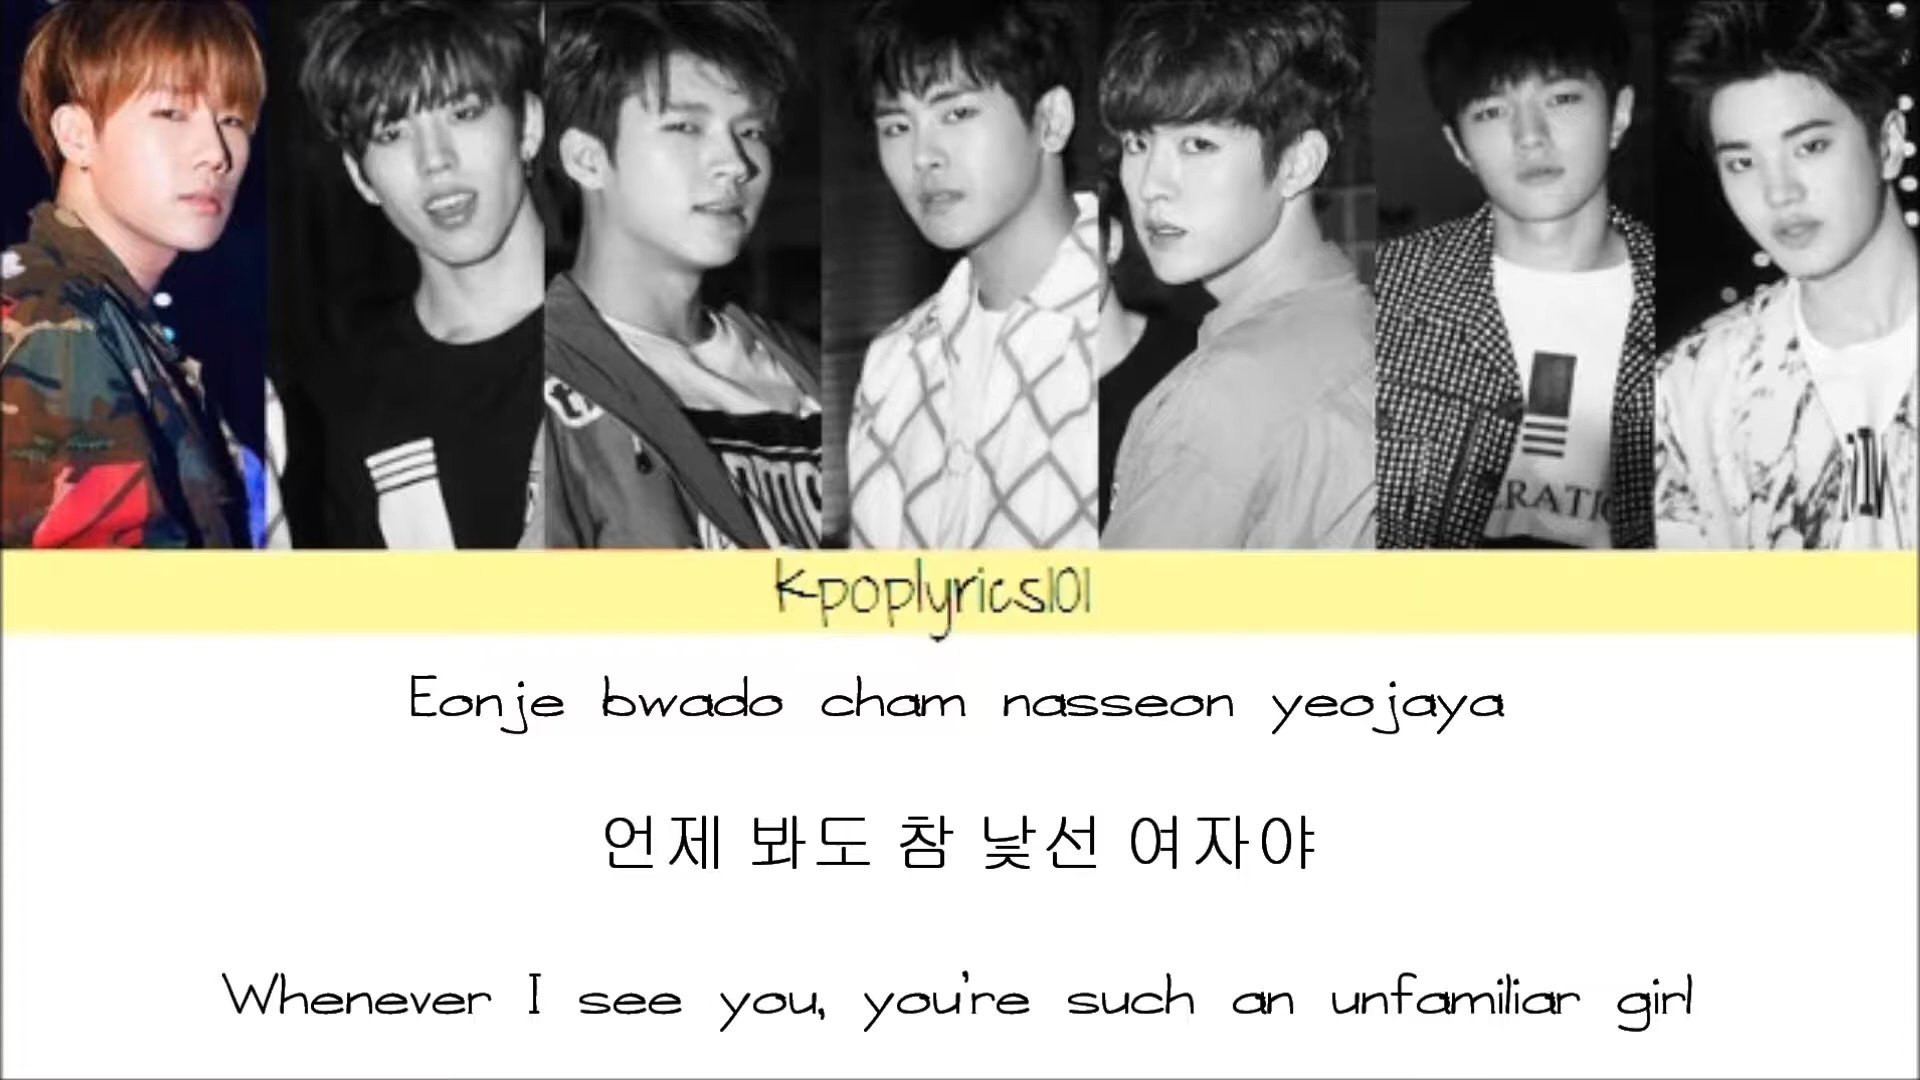 RATIO
Kpoplyrics101
Eonje bwado cham nasseon yeojaya
언제 봐도 참 낯선 여자야
Whenever I see you, you're such an unfamiliar girl